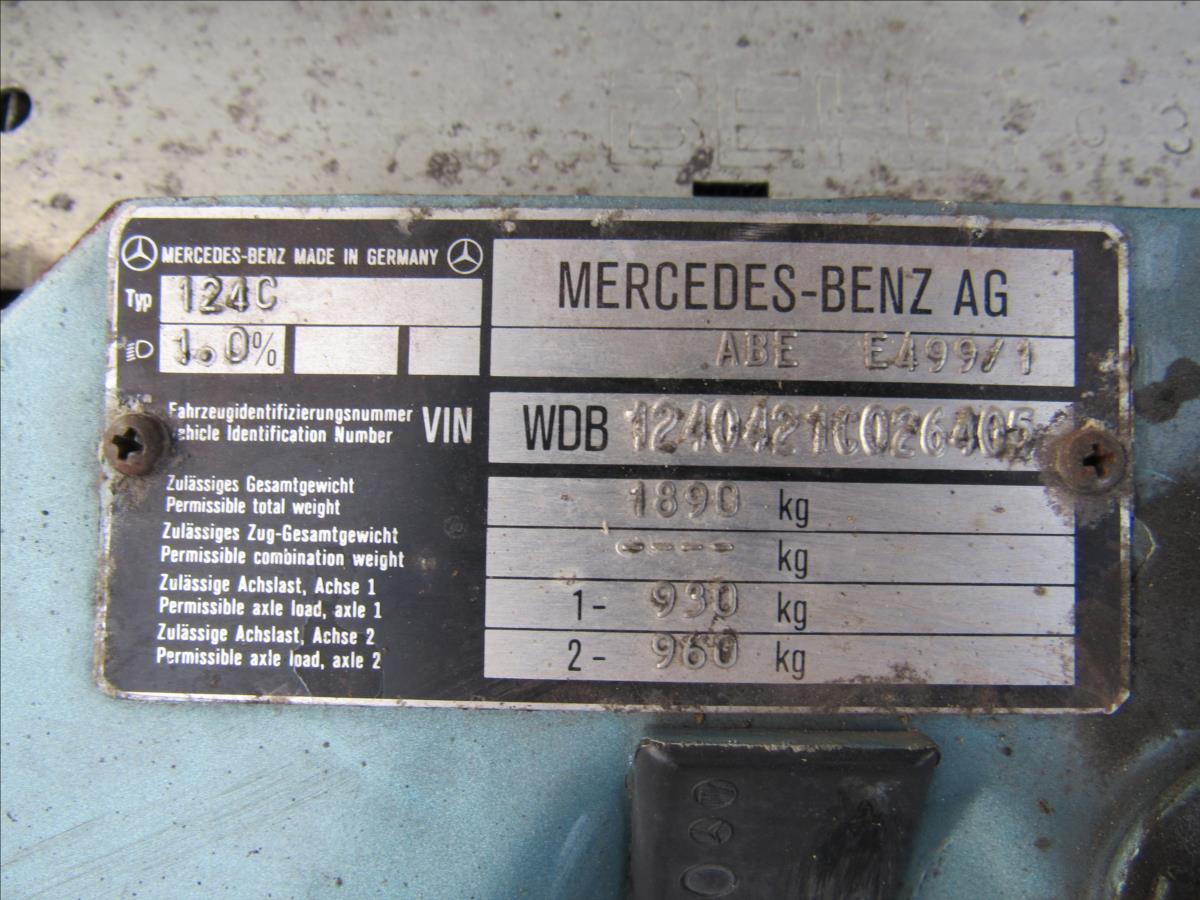 MERCEDES-BENZ MADE IN GERMANY
MERCEDES-BENZ AG
Typ 124C
1.0%
ABE E499/1
Fahrzeugidentifizierungsnummer
Vehicle Identification Number
VIN
WDB 1240421C026405
Zulässiges Gesamtgewicht
Permissible total weight
1890 kg
Zulässiges Zug-Gesamtgewicht
Permissible combination weight
---- kg
Zulässige Achslast, Achse 1
Permissible axle load, axle 1
1- 930 kg
Zulässige Achslast, Achse 2
Permissible axle load, axle 2
2- 960 kg